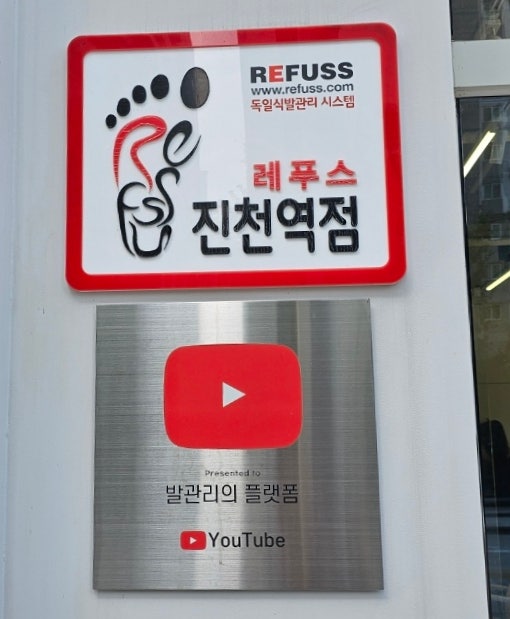 REFUSS
www.refuss.com
독일식발관리 시스템
ReFuSS
레푸스
진천역점
Presented to
발관리의 플랫폼
YouTube